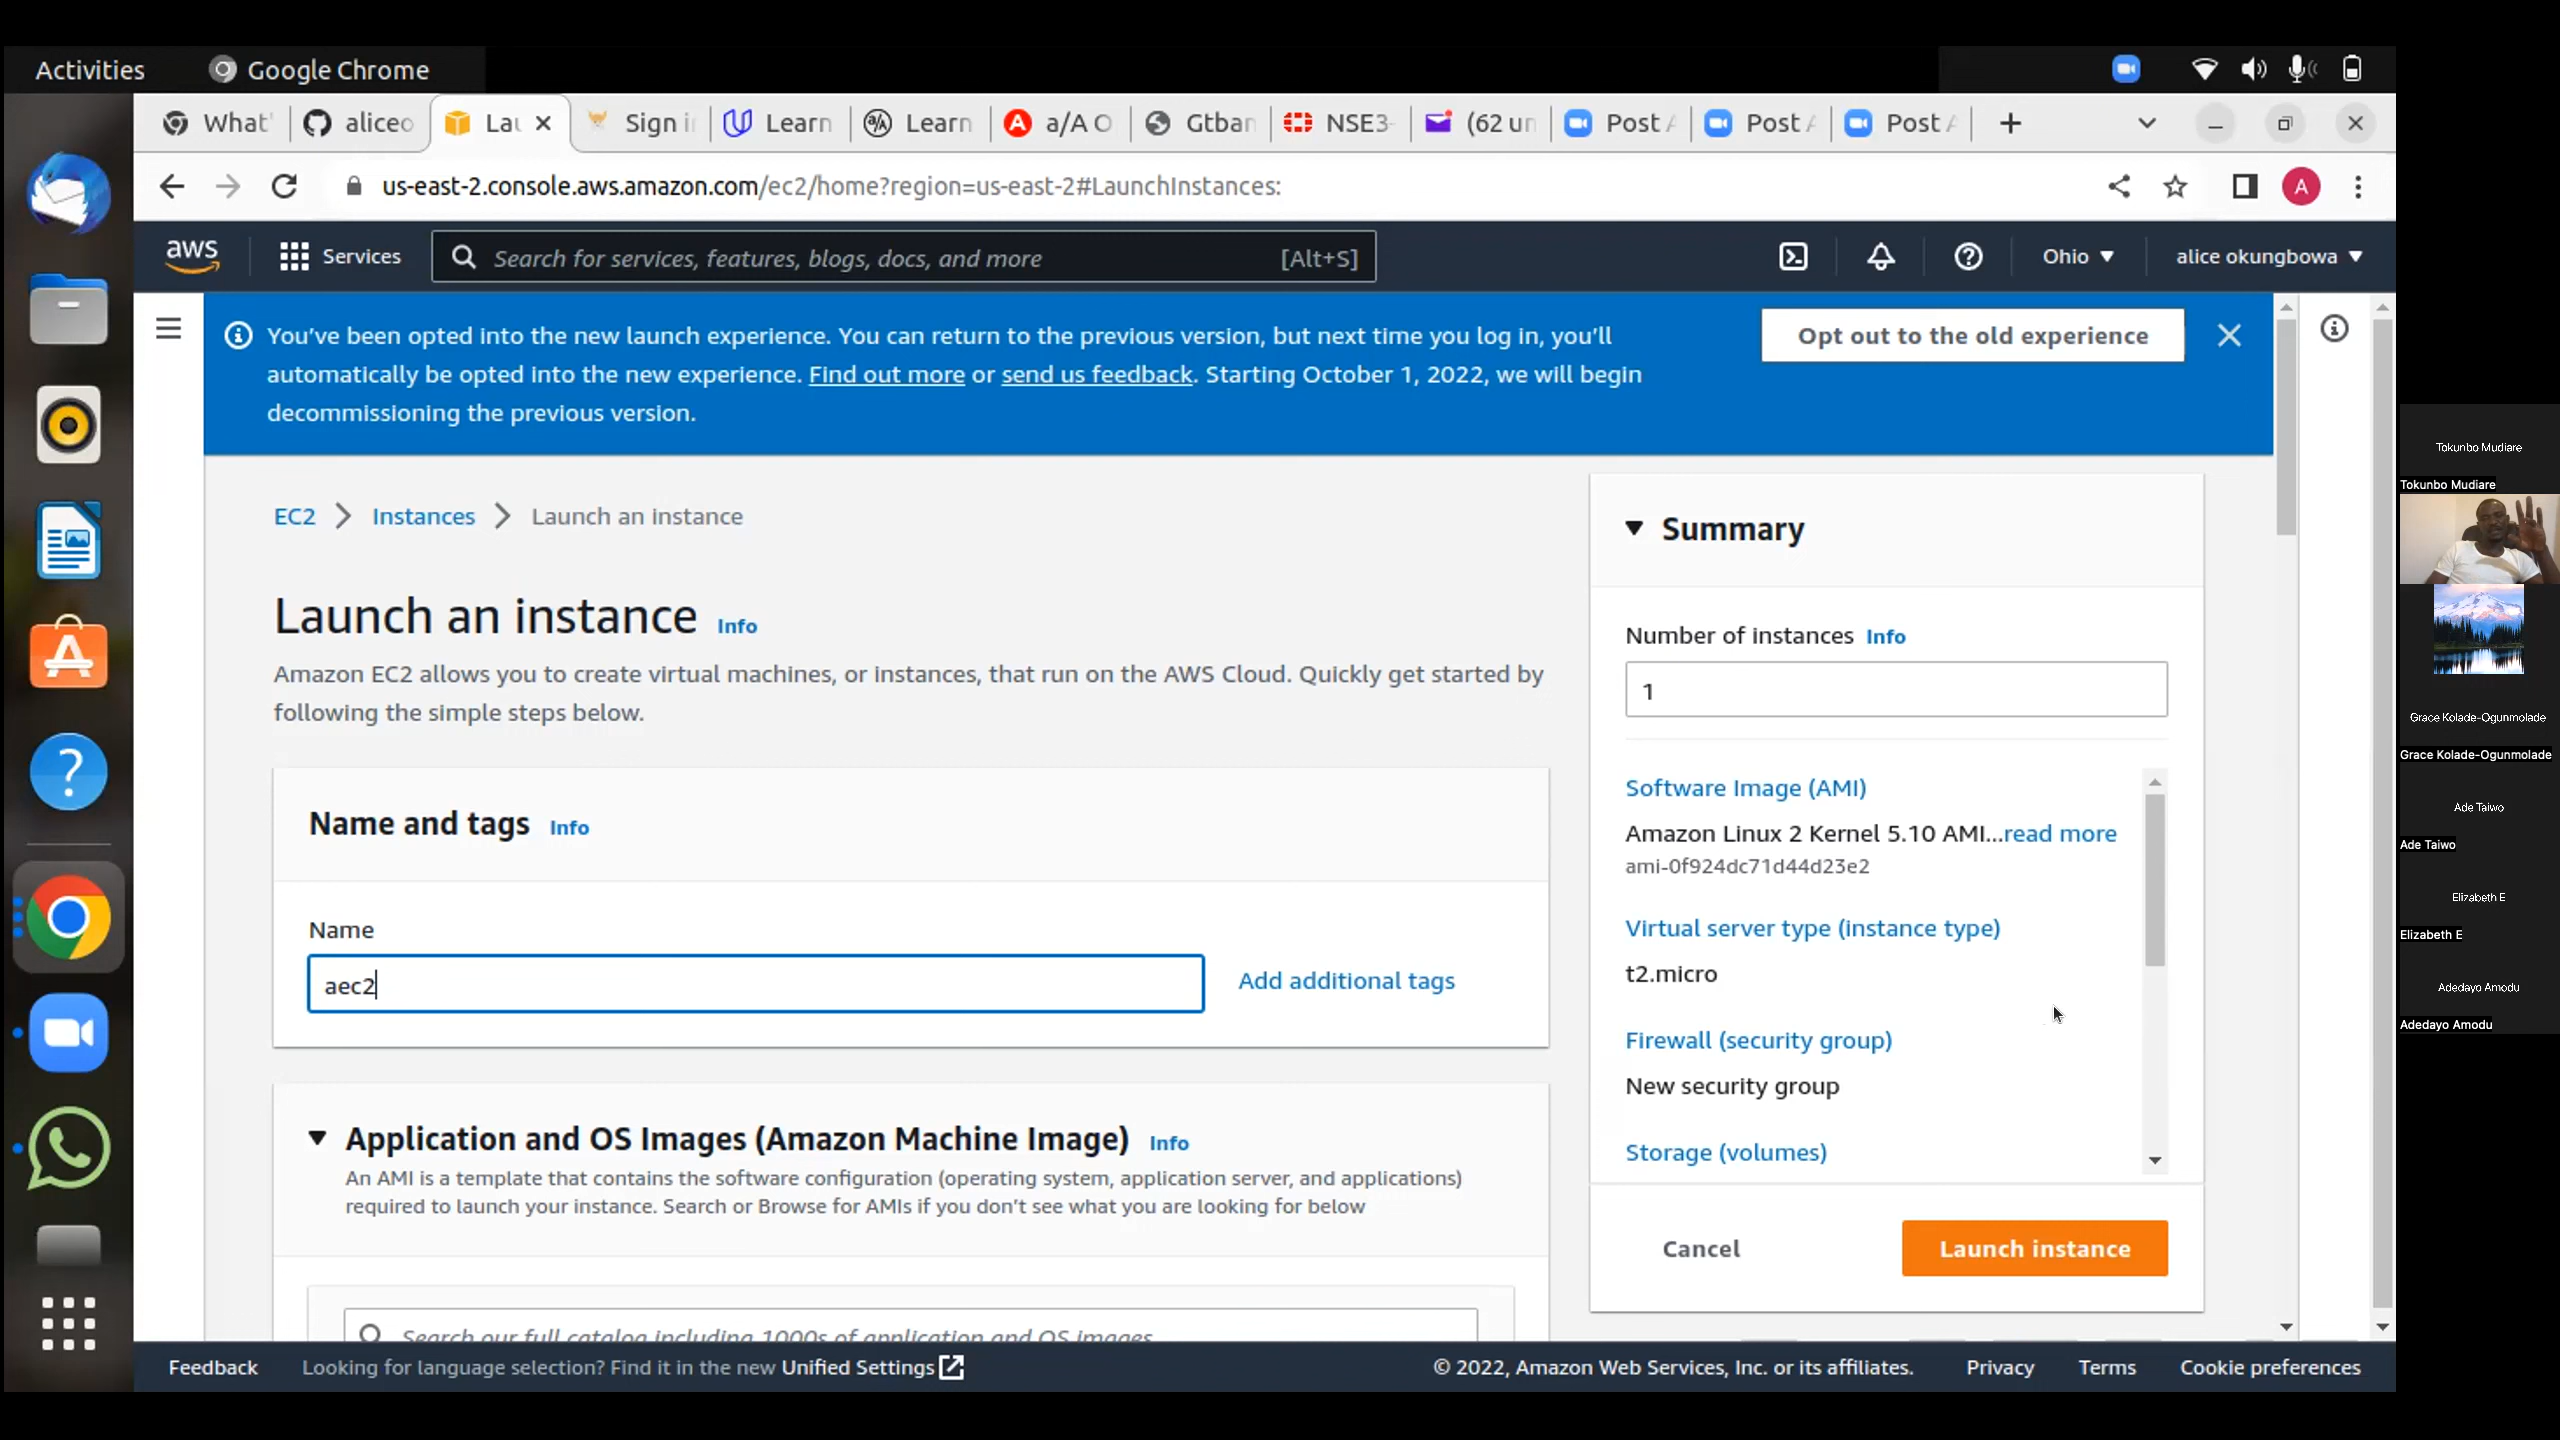 Activities
Google Chrome
What'
aliceo
Lau
Sign i
Learn
Learn
a/A O
Gtban
NSE3-
(62 un
Post A
Post A
Post A
us-east-2.console.aws.amazon.com/ec2/home?region=us-east-2#LaunchInstances:
A
aws
Services
Search for services, features, blogs, docs, and more
[Alt+S]
Ohio
alice okungbowa
You've been opted into the new launch experience. You can return to the previous version, but next time you log in, you'll
automatically be opted into the new experience. Find out more or send us feedback. Starting October 1, 2022, we will begin
decommissioning the previous version.
Opt out to the old experience
EC2
Instances
Launch an instance
Launch an instance Info
Amazon EC2 allows you to create virtual machines, or instances, that run on the AWS Cloud. Quickly get started by
following the simple steps below.
Name and tags Info
Name
aec2
Add additional tags
Application and OS Images (Amazon Machine Image) Info
An AMI is a template that contains the software configuration (operating system, application server, and applications)
required to launch your instance. Search or Browse for AMIs if you don't see what you are looking for below
Search our full catalog including 1000s of application and OS images
Summary
Number of instances Info
1
Software Image (AMI)
Amazon Linux 2 Kernel 5.10 AMI...read more
ami-0f924dc71d44d23e2
Virtual server type (instance type)
t2.micro
Firewall (security group)
New security group
Storage (volumes)
Cancel
Launch instance
Feedback
Looking for language selection? Find it in the new Unified Settings
© 2022, Amazon Web Services, Inc. or its affiliates.
Privacy
Terms
Cookie preferences
Tokunbo Mudiare
Tokunbo Mudiare
Grace Kolade-Ogunmolade
Grace Kolade-Ogunmolade
Ade Taiwo
Ade Taiwo
Elizabeth E
Elizabeth E
Adedayo Amodu
Adedayo Amodu